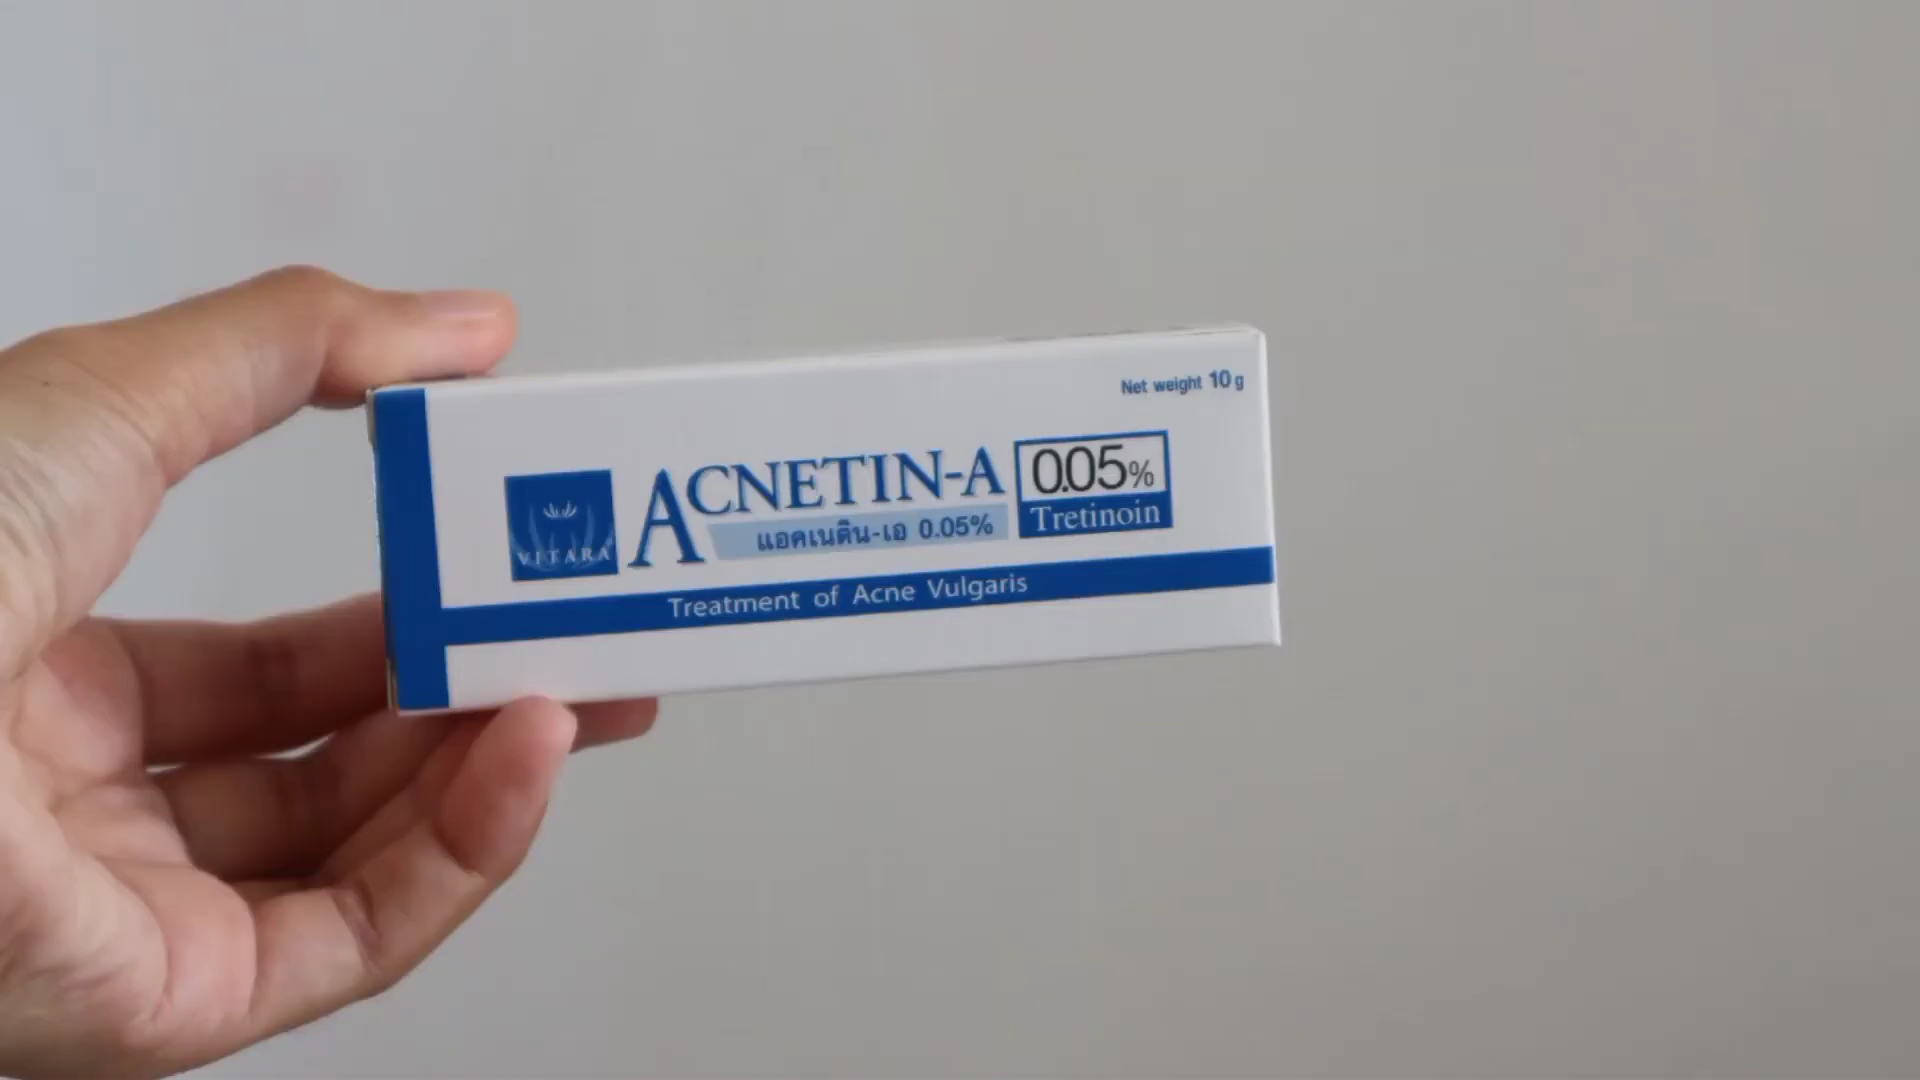 Net weight 10 g
VITARA
ACNETIN-A
แอคเนติน-เอ 0.05%
0.05%
Tretinoin
Treatment of Acne Vulgaris